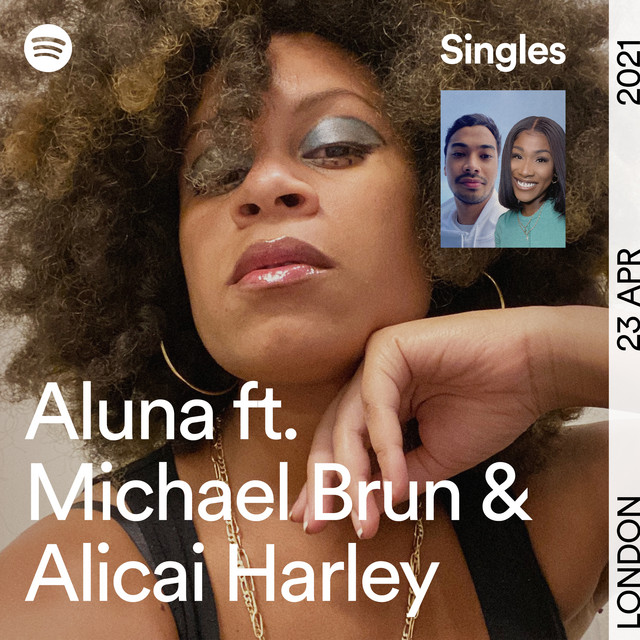 Singles
Aluna ft.
Michael Brun &
Alicai Harley
LONDON
23 APR
2021